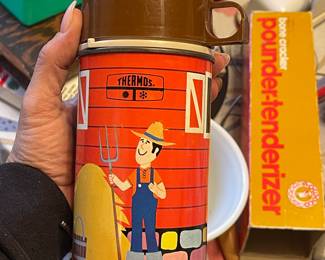 THERMOS
bone cracker
pounder-tenderizer